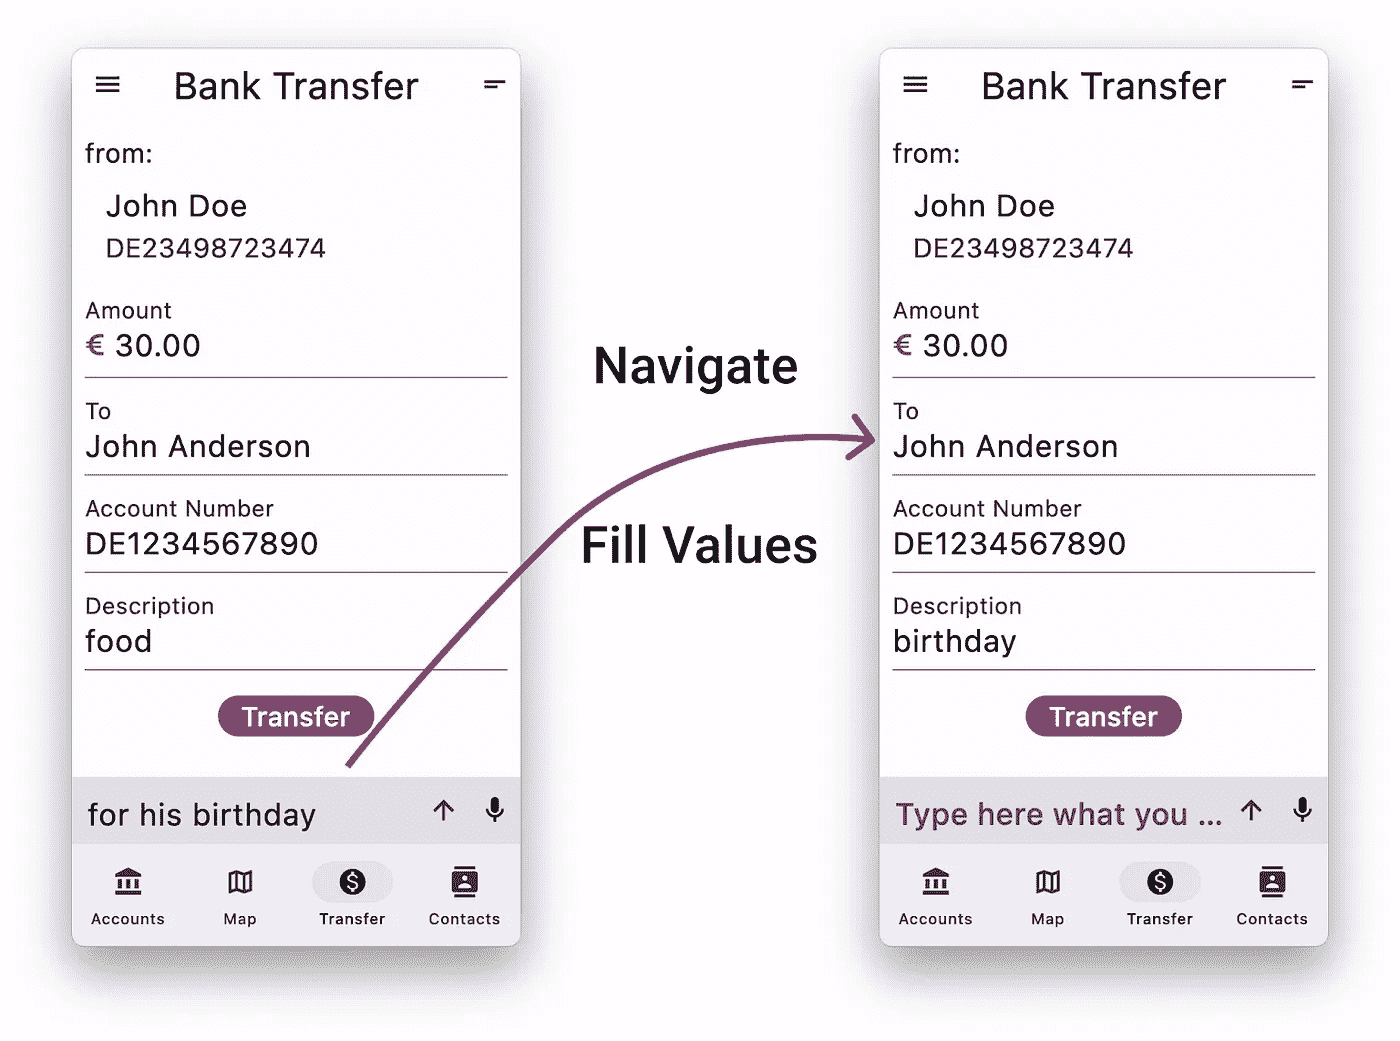 Bank Transfer
from:
John Doe
DE23498723474
Amount
€ 30.00
To
John Anderson
Account Number
DE1234567890
Description
food
Transfer
for his birthday
Accounts
Map
Transfer
Contacts
Navigate
Fill Values
Bank Transfer
from:
John Doe
DE23498723474
Amount
€ 30.00
To
John Anderson
Account Number
DE1234567890
Description
birthday
Transfer
Type here what you ...
Accounts
Map
Transfer
Contacts